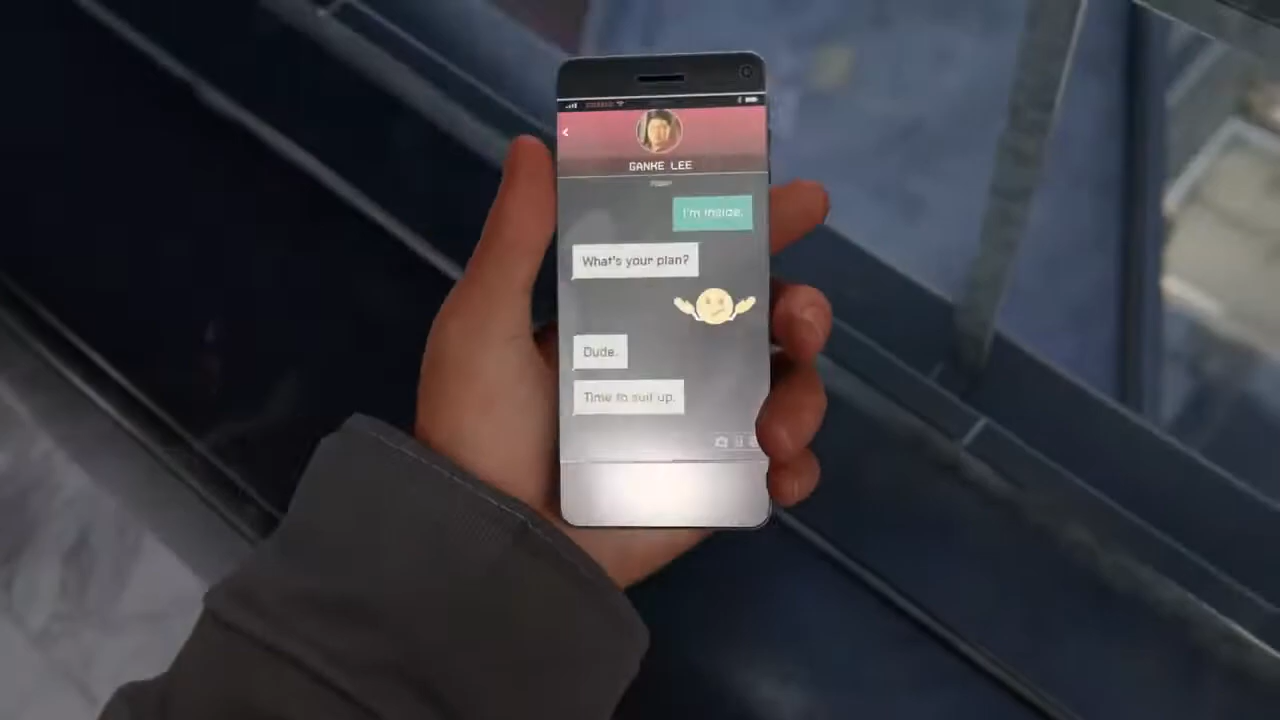 GANKE LEE
I'm inside.
What's your plan?
Dude.
Time to suit up.